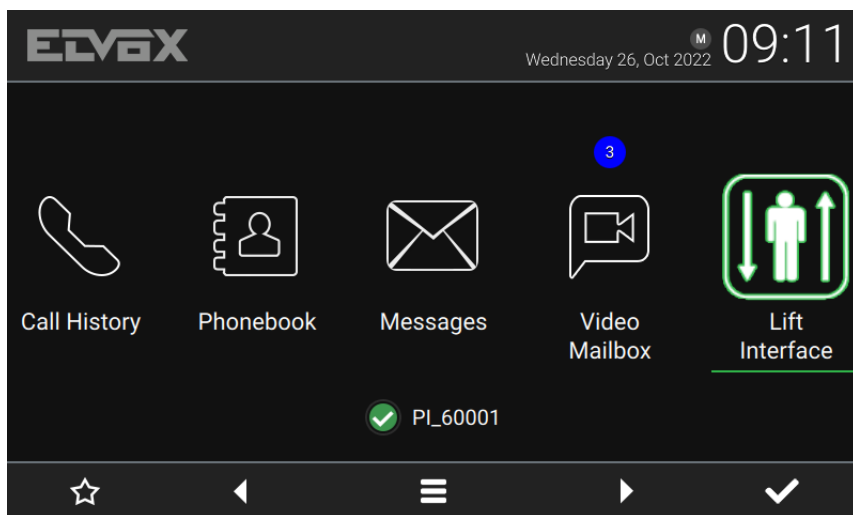 ELVOX
M
Wednesday 26, Oct 2022
09:11
3
Call History
Phonebook
Messages
Video
Mailbox
Lift
Interface
PI_60001